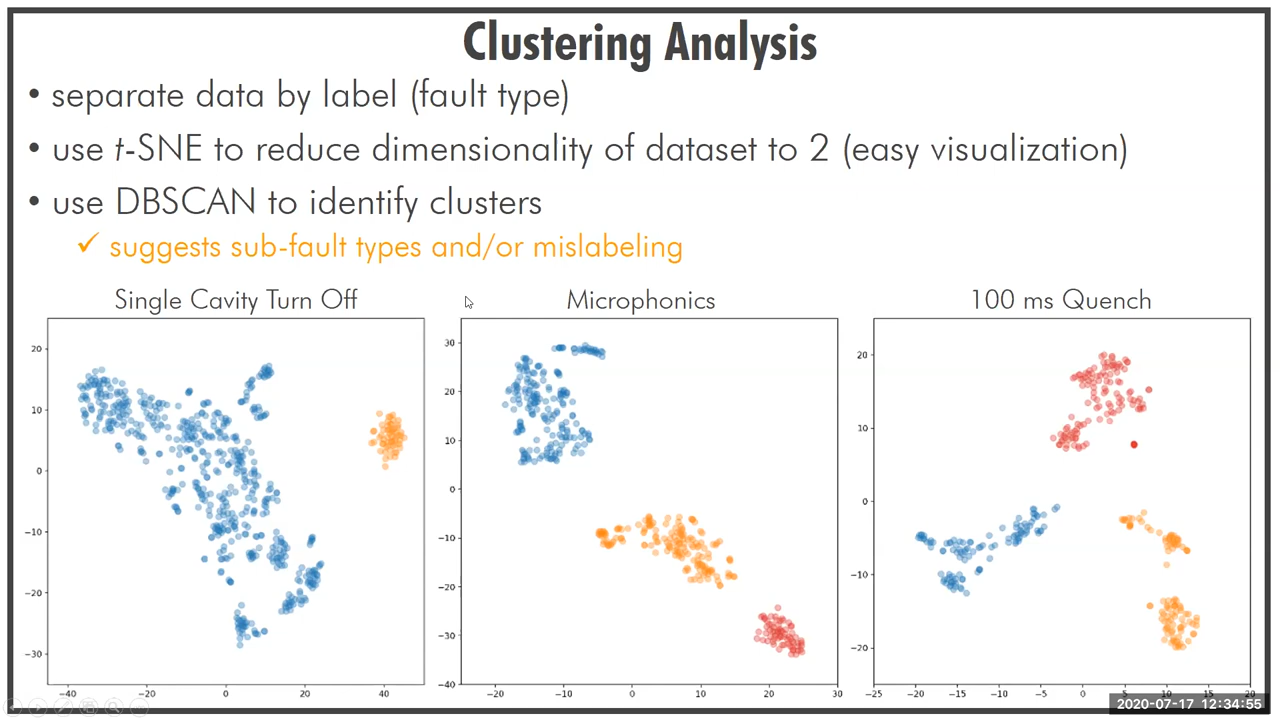 Clustering Analysis
• separate data by label (fault type)
• use t-SNE to reduce dimensionality of dataset to 2 (easy visualization)
• use DBSCAN to identify clusters
✓ suggests sub-fault types and/or mislabeling
Single Cavity Turn Off
20
10
0
−10
−20
−30
−40 −20 0 20 40
Microphonics
30
20
10
0
−10
−20
−30
−40
−20 −10 0 10 20 30
100 ms Quench
20
10
0
−10
−20
−25 −20 −15 −10 −5 0 5 10 15 20
2020-07-17 12:34:55